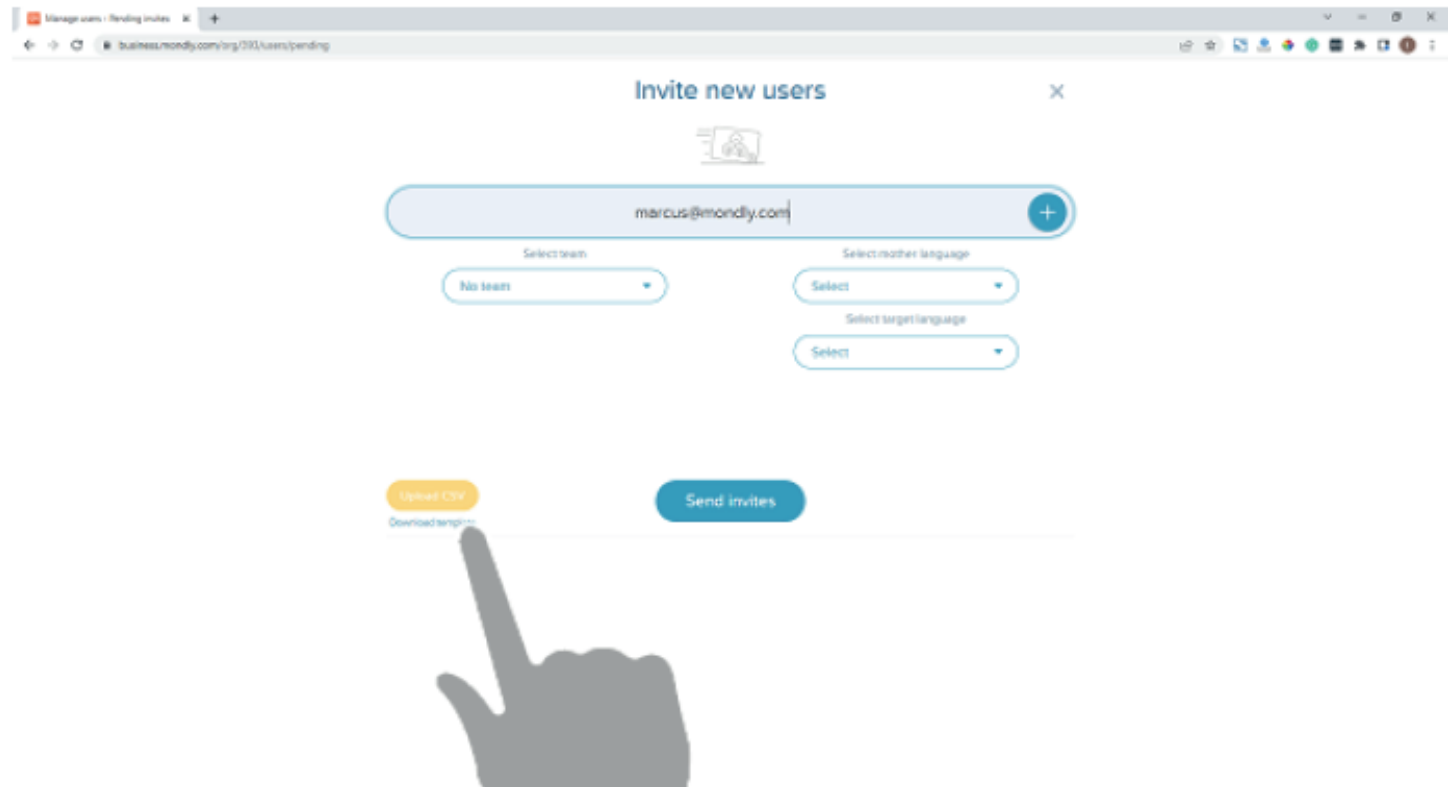 Manage users - Pending invites
business.mondly.com/org/393/users/pending
Invite new users
marcus@mondly.com
Select team
Select mother language
No team
Select
Select target language
Select
Upload CSV
Send invites
Download template